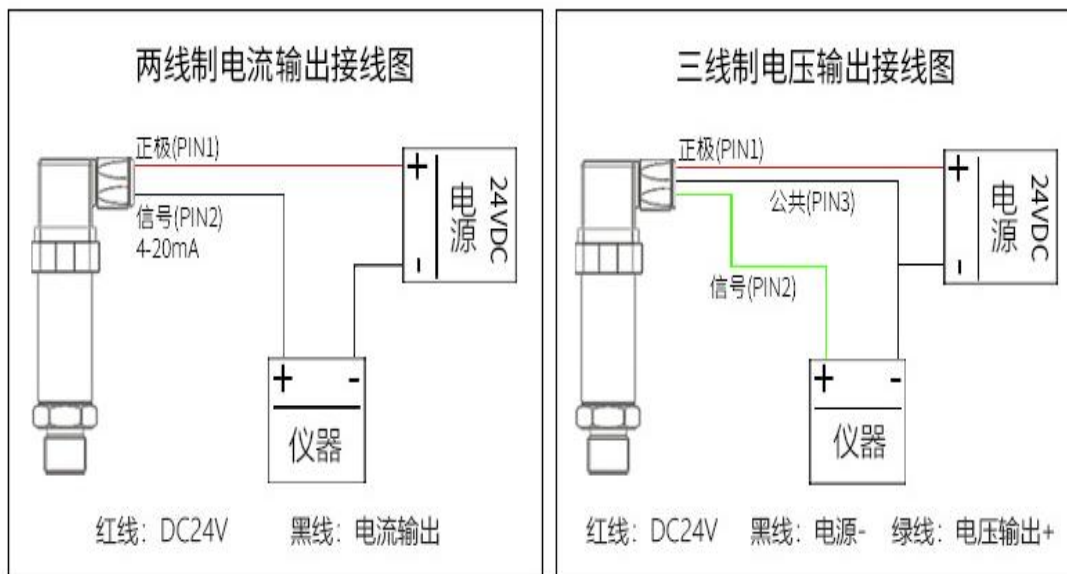 两线制电流输出接线图
正极(PIN1)
信号(PIN2)
4-20mA
+
-
电源
24VDC
+
-
仪器
红线：DC24V
黑线：电流输出
三线制电压输出接线图
正极(PIN1)
公共(PIN3)
信号(PIN2)
+
-
电源
24VDC
+
-
仪器
红线：DC24V
黑线：电源-
绿线：电压输出+